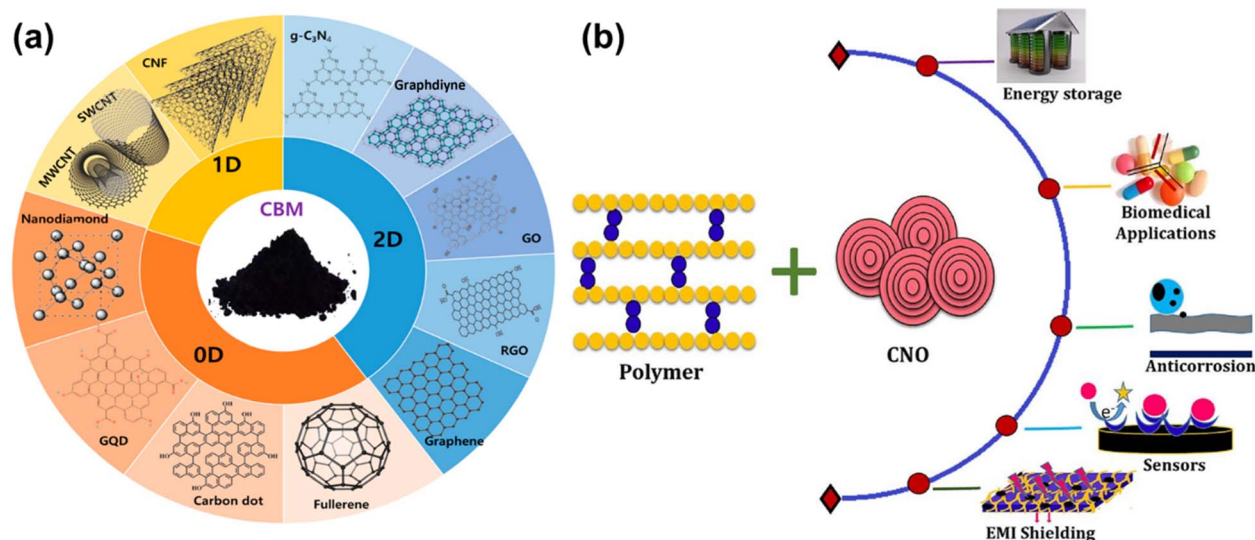 (a)
CNF
SWCNT
MWCNT
1D
g-C₃N₄
Graphdiyne
GO
2D
RGO
Graphene
Fullerene
Carbon dot
GQD
0D
Nanodiamond
CBM
(b)
Polymer
+
CNO
Energy storage
Biomedical
Applications
Anticorrosion
e⁻
Sensors
EMI Shielding